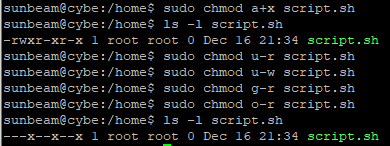 sunbeam@cybe:/home$ sudo chmod a+x script.sh
sunbeam@cybe:/home$ ls -l script.sh
-rwxr-xr-x 1 root root 0 Dec 16 21:34 script.sh
sunbeam@cybe:/home$ sudo chmod u-r script.sh
sunbeam@cybe:/home$ sudo chmod u-w script.sh
sunbeam@cybe:/home$ sudo chmod g-r script.sh
sunbeam@cybe:/home$ sudo chmod o-r script.sh
sunbeam@cybe:/home$ ls -l script.sh
---x--x--x 1 root root 0 Dec 16 21:34 script.sh